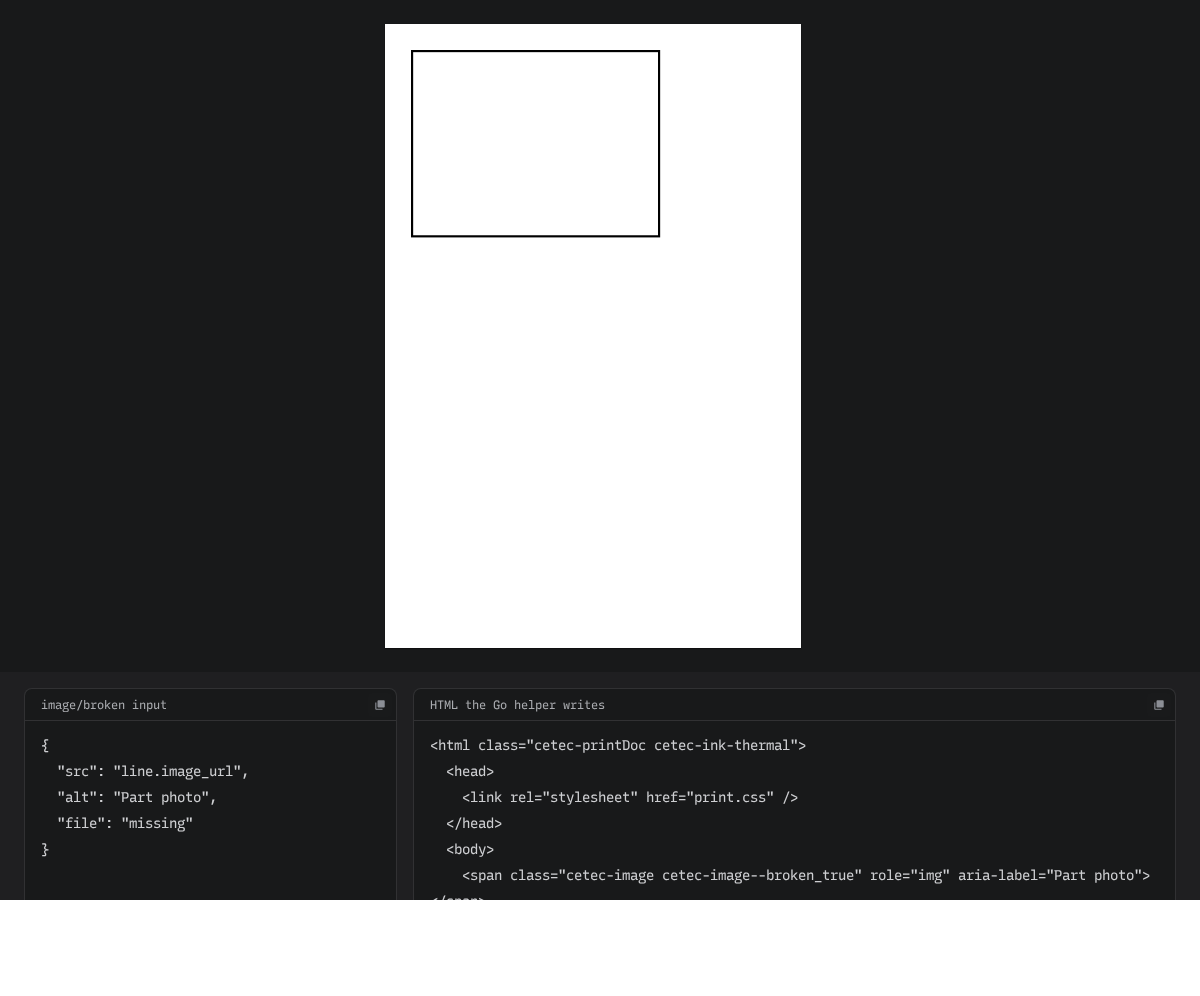 image/broken input
{
  "src": "line.image_url",
  "alt": "Part photo",
  "file": "missing"
}
HTML the Go helper writes
<html class="cetec-printDoc cetec-ink-thermal">
  <head>
    <link rel="stylesheet" href="print.css" />
  </head>
  <body>
    <span class="cetec-image cetec-image--broken_true" role="img" aria-label="Part photo">